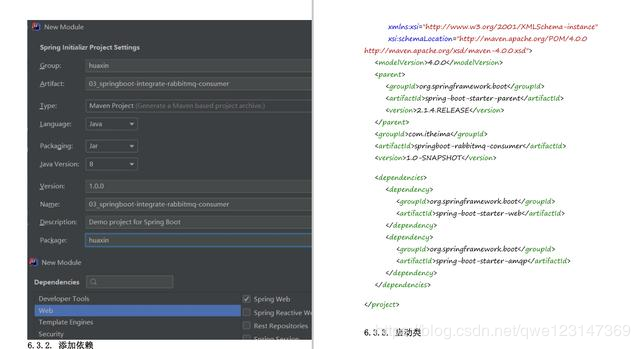 New Module
Spring Initializr Project Settings
Group: huaxin
Artifact: 03_springboot-integrate-rabbitmq-consumer
Type: Maven Project (Generate a Maven based project archive.)
Language: Java
Packaging: Jar
Java Version: 8
Version: 1.0.0
Name: 03_springboot-integrate-rabbitmq-consumer
Description: Demo project for Spring Boot
Package: huaxin
New Module
Dependencies
Developer Tools
Web
Template Engines
Security
Spring Web
Spring Reactive We
Rest Repositories
Spring Session
6.3.2. 添加依赖
xmlns:xsi="http://www.w3.org/2001/XMLSchema-instance"
xsi:schemaLocation="http://maven.apache.org/POM/4.0.0
http://maven.apache.org/xsd/maven-4.0.0.xsd">
<modelVersion>4.0.0</modelVersion>
<parent>
<groupId>org.springframework.boot</groupId>
<artifactId>spring-boot-starter-parent</artifactId>
<version>2.1.4.RELEASE</version>
</parent>
<groupId>com.itheima</groupId>
<artifactId>springboot-rabbitmq-consumer</artifactId>
<version>1.0-SNAPSHOT</version>
<dependencies>
<dependency>
<groupId>org.springframework.boot</groupId>
<artifactId>spring-boot-starter-web</artifactId>
</dependency>
<dependency>
<groupId>org.springframework.boot</groupId>
<artifactId>spring-boot-starter-amqp</artifactId>
</dependency>
</dependencies>
</project>
6.3.3. 启动类
https://blog.csdn.net/qwe123147369